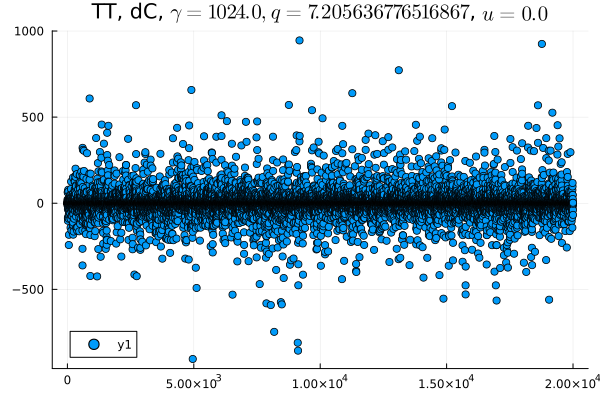 TT, dC, γ = 1024.0, q = 7.205636776516867, u = 0.0
1000
500
0
−500
y1
0 5.00×10³ 1.00×10⁴ 1.50×10⁴ 2.00×10⁴